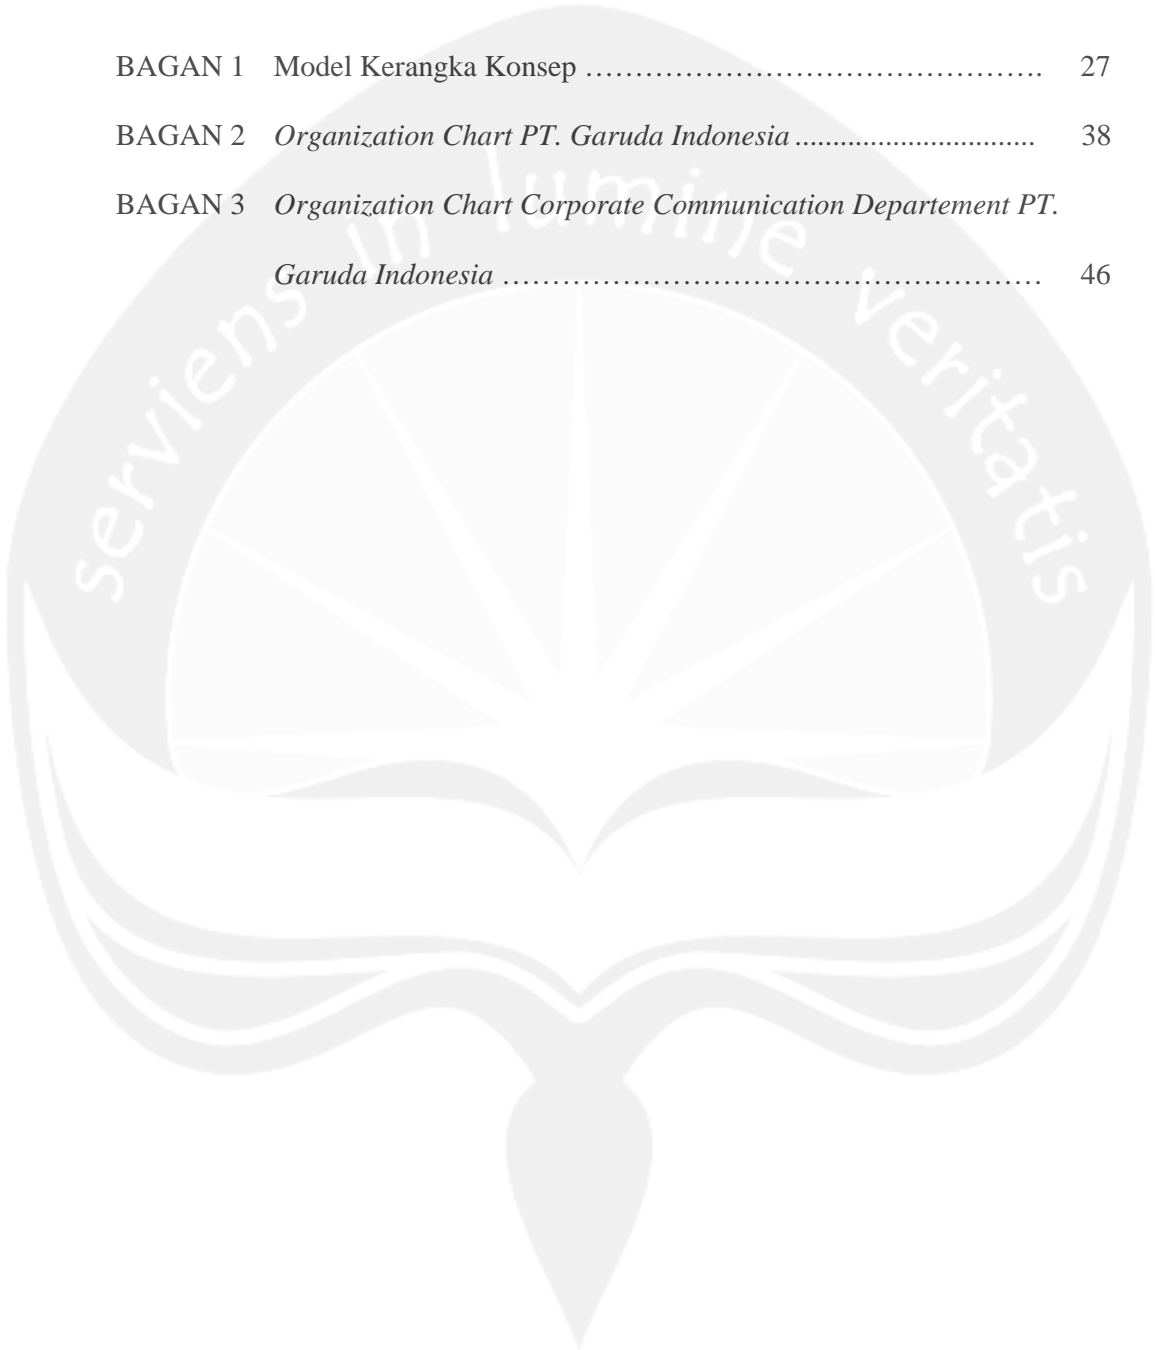 BAGAN 1 Model Kerangka Konsep ………………………………………. 27
BAGAN 2 Organization Chart PT. Garuda Indonesia ................................ 38
BAGAN 3 Organization Chart Corporate Communication Departement PT.
Garuda Indonesia ……………………………………………… 46
serviens in lumine veritatis